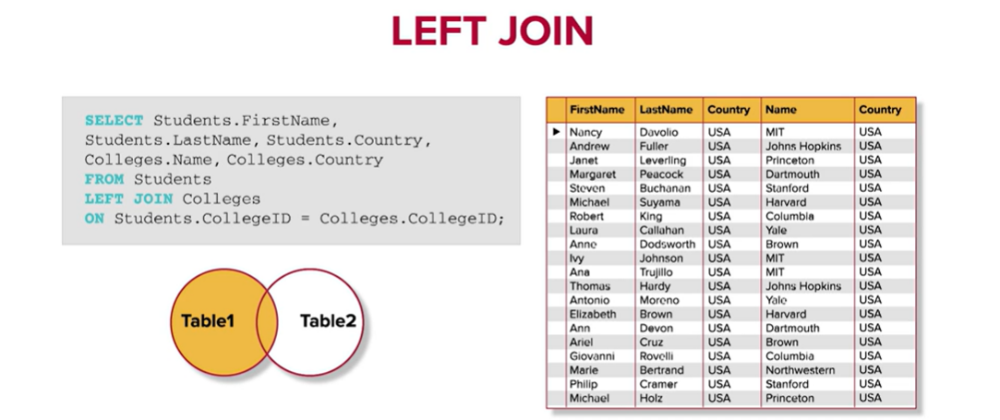 LEFT JOIN
SELECT Students.FirstName,
Students.LastName, Students.Country,
Colleges.Name, Colleges.Country
FROM Students
LEFT JOIN Colleges
ON Students.CollegeID = Colleges.CollegeID;
Table1 Table2
FirstName LastName Country Name Country
Nancy Davolio USA MIT USA
Andrew Fuller USA Johns Hopkins USA
Janet Leverling USA Princeton USA
Margaret Peacock USA Dartmouth USA
Steven Buchanan USA Stanford USA
Michael Suyama USA Harvard USA
Robert King USA Columbia USA
Laura Callahan USA Yale USA
Anne Dodsworth USA Brown USA
Ivy Johnson USA MIT USA
Ana Trujillo USA MIT USA
Thomas Hardy USA Johns Hopkins USA
Antonio Moreno USA Yale USA
Elizabeth Brown USA Harvard USA
Ann Devon USA Dartmouth USA
Ariel Cruz USA Brown USA
Giovanni Rovelli USA Columbia USA
Marie Bertrand USA Northwestern USA
Philip Cramer USA Stanford USA
Michael Holz USA Princeton USA